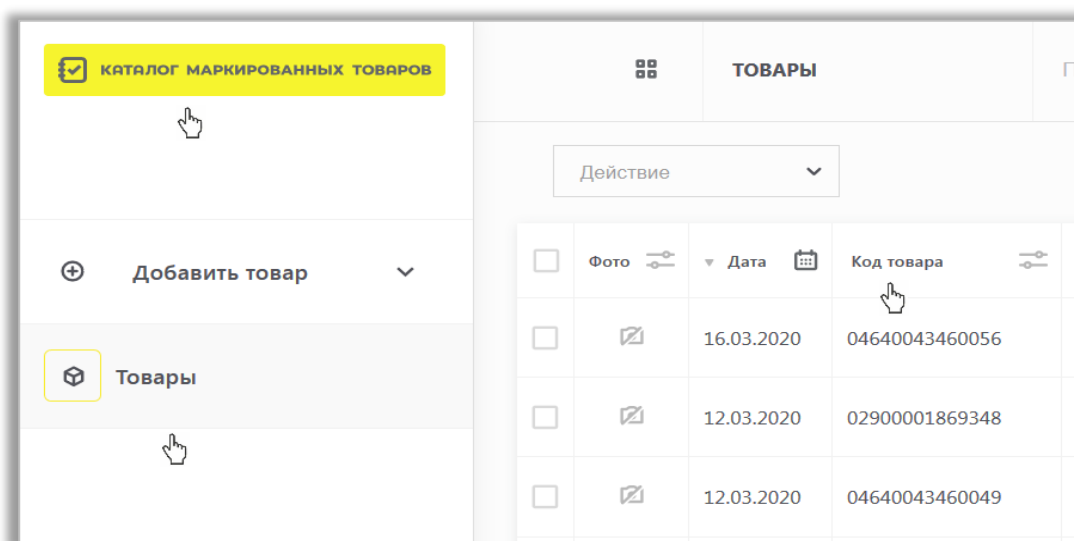 КАТАЛОГ МАРКИРОВАННЫХ ТОВАРОВ
ТОВАРЫ
Действие
Добавить товар
Товары
Фото Дата Код товара
16.03.2020 04640043460056
12.03.2020 02900001869348
12.03.2020 04640043460049